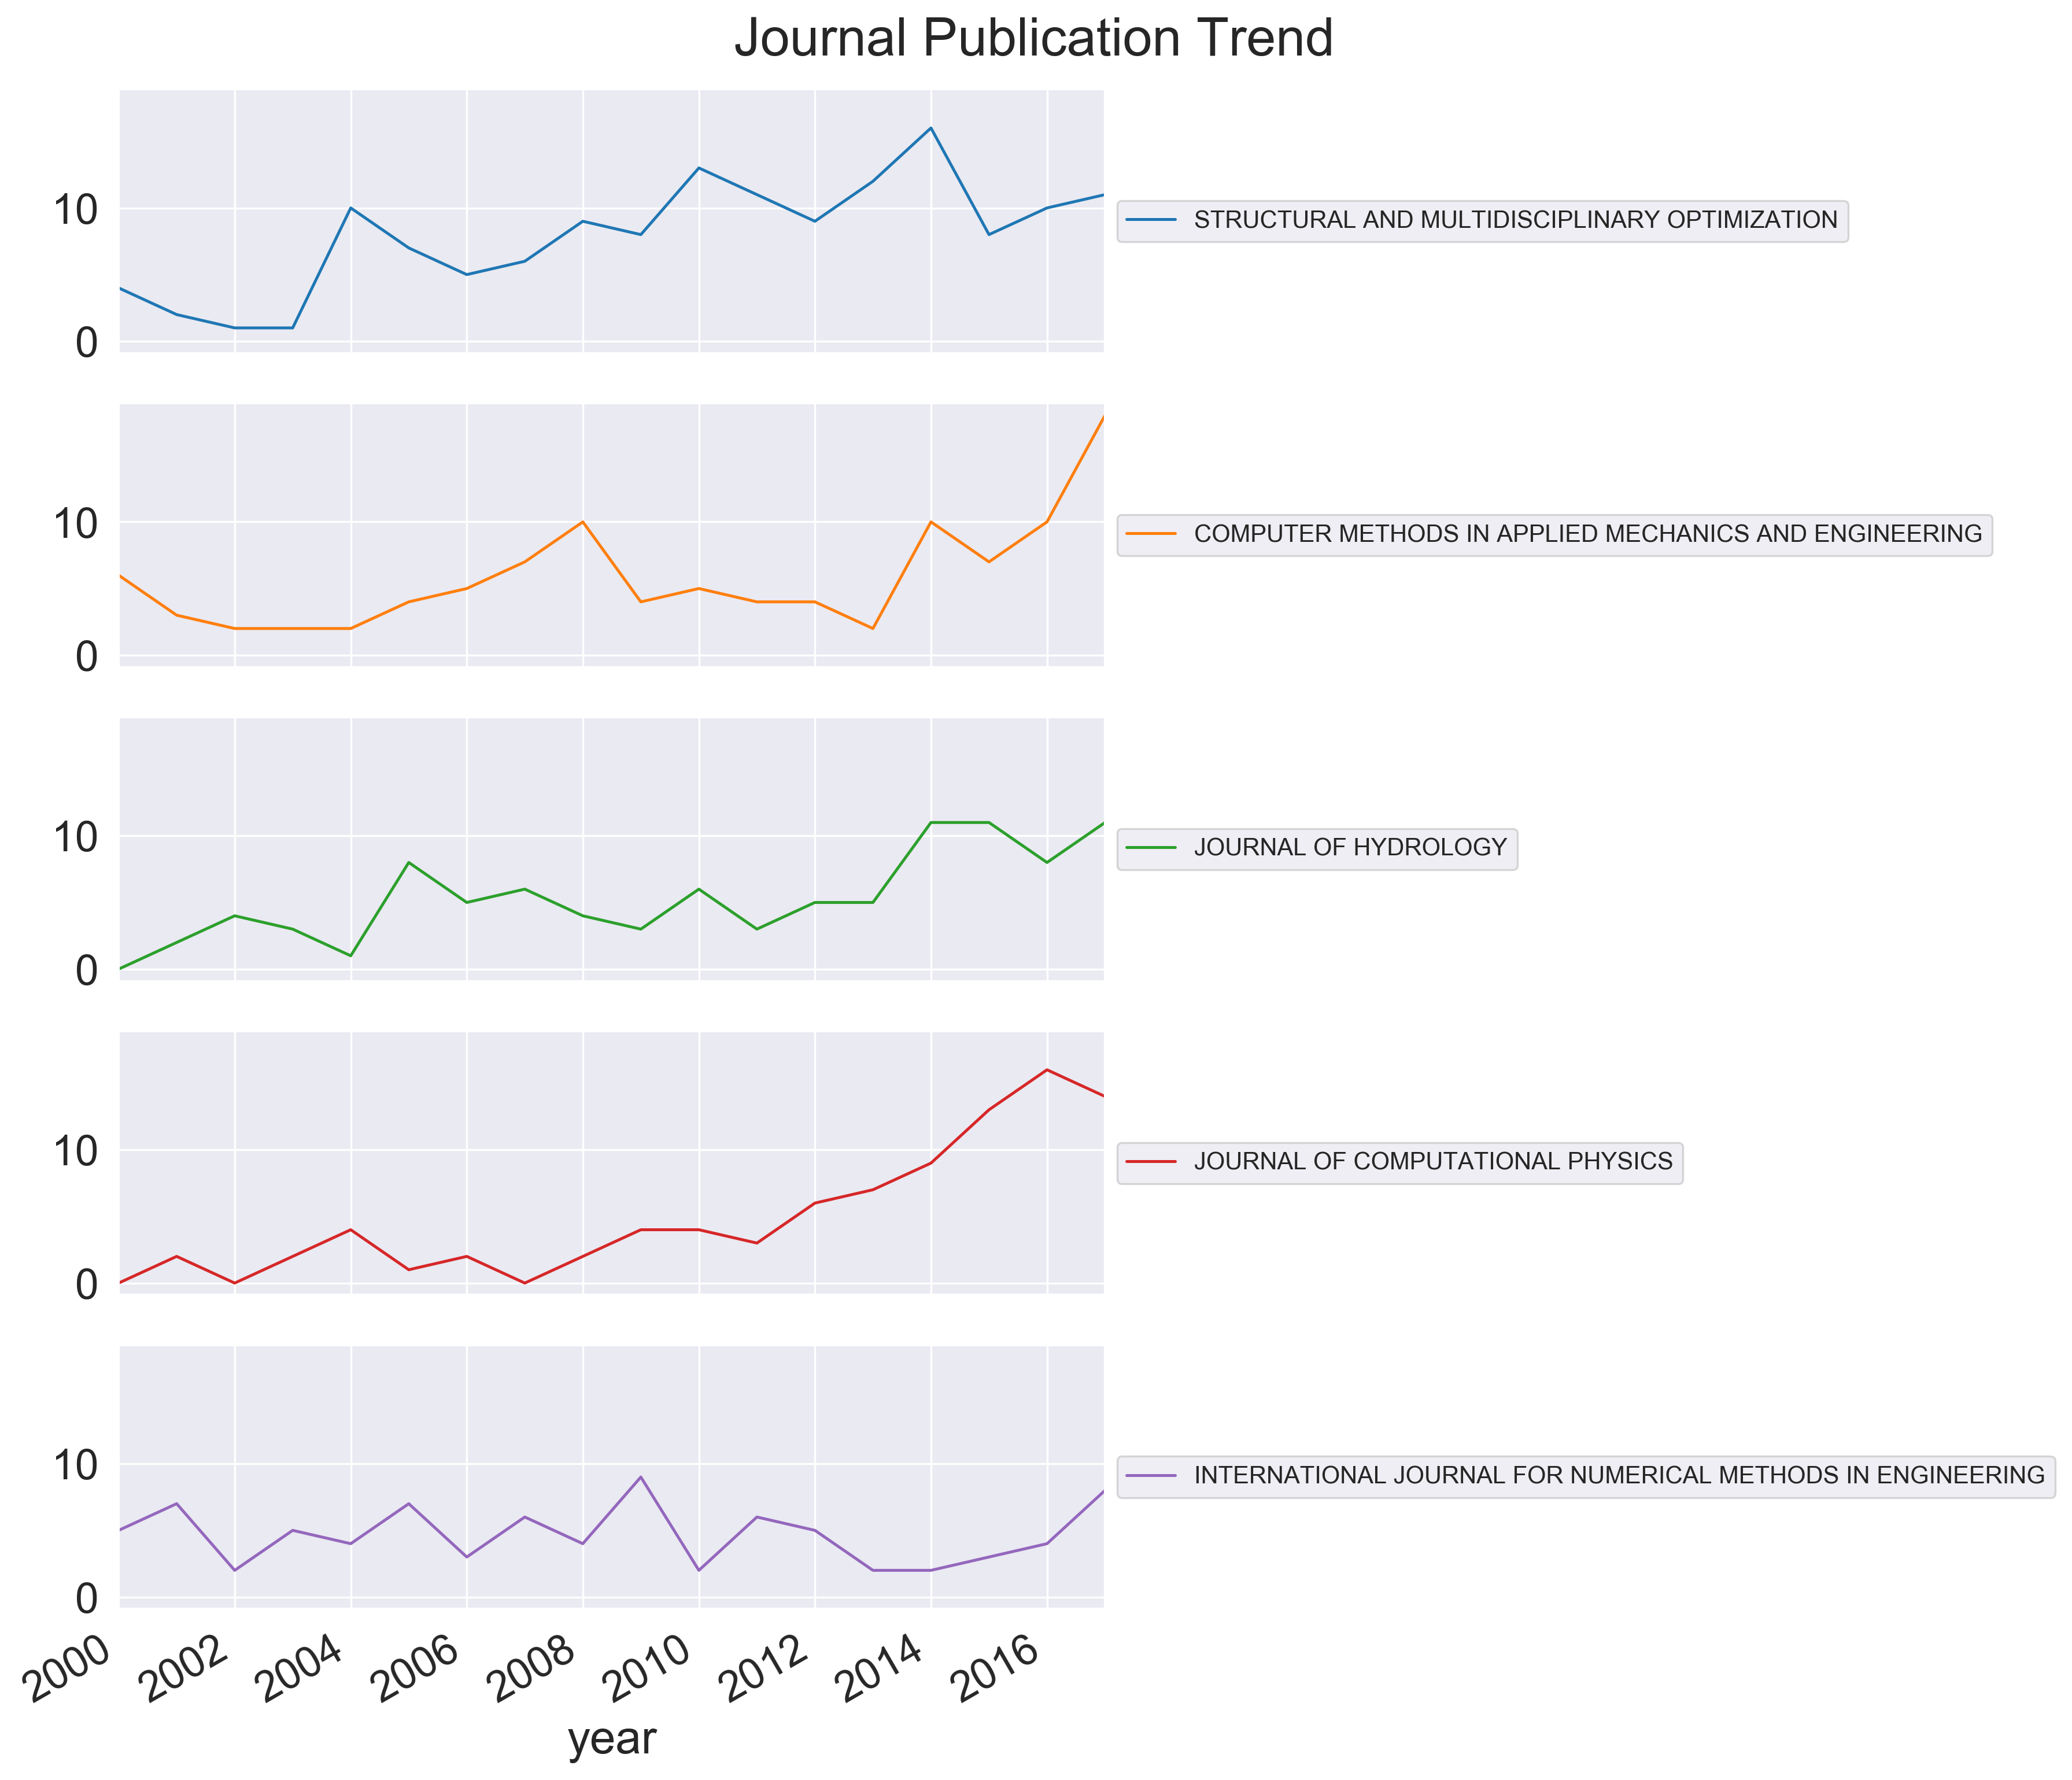 Journal Publication Trend
10
0
STRUCTURAL AND MULTIDISCIPLINARY OPTIMIZATION
10
0
COMPUTER METHODS IN APPLIED MECHANICS AND ENGINEERING
10
0
JOURNAL OF HYDROLOGY
10
0
JOURNAL OF COMPUTATIONAL PHYSICS
10
0
INTERNATIONAL JOURNAL FOR NUMERICAL METHODS IN ENGINEERING
2000 2002 2004 2006 2008 2010 2012 2014 2016
year